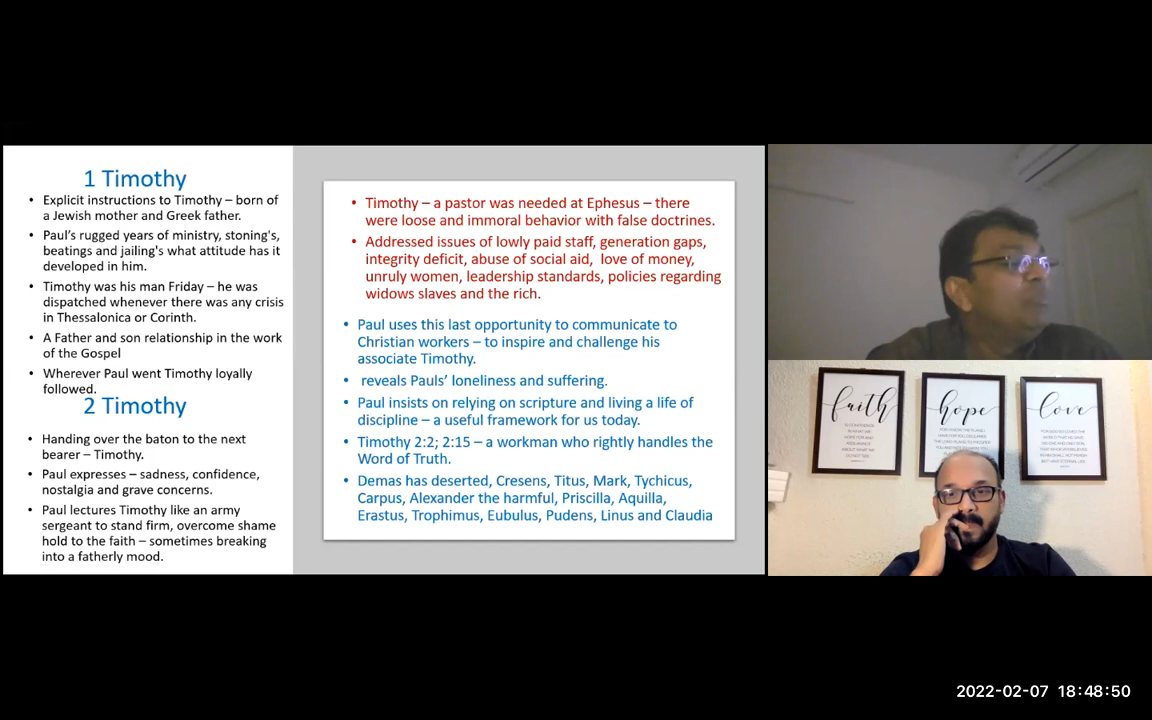 1 Timothy
• Explicit instructions to Timothy – born of
a Jewish mother and Greek father.
• Paul's rugged years of ministry, stoning's,
beatings and jailing's what attitude has it
developed in him.
• Timothy was his man Friday – he was
dispatched whenever there was any crisis
in Thessalonica or Corinth.
• A Father and son relationship in the work
of the Gospel
• Wherever Paul went Timothy loyally
followed.
2 Timothy
• Handing over the baton to the next
bearer – Timothy.
• Paul expresses – sadness, confidence,
nostalgia and grave concerns.
• Paul lectures Timothy like an army
sergeant to stand firm, overcome shame
hold to the faith – sometimes breaking
into a fatherly mood.
• Timothy – a pastor was needed at Ephesus – there
were loose and immoral behavior with false doctrines.
• Addressed issues of lowly paid staff, generation gaps,
integrity deficit, abuse of social aid, love of money,
unruly women, leadership standards, policies regarding
widows slaves and the rich.
• Paul uses this last opportunity to communicate to
Christian workers – to inspire and challenge his
associate Timothy.
• reveals Pauls' loneliness and suffering.
• Paul insists on relying on scripture and living a life of
discipline – a useful framework for us today.
• Timothy 2:2; 2:15 – a workman who rightly handles the
Word of Truth.
• Demas has deserted, Cresens, Titus, Mark, Tychicus,
Carpus, Alexander the harmful, Priscilla, Aquilla,
Erastus, Trophimus, Eubulus, Pudens, Linus and Claudia
faith
hope
love
2022-02-07 18:48:50